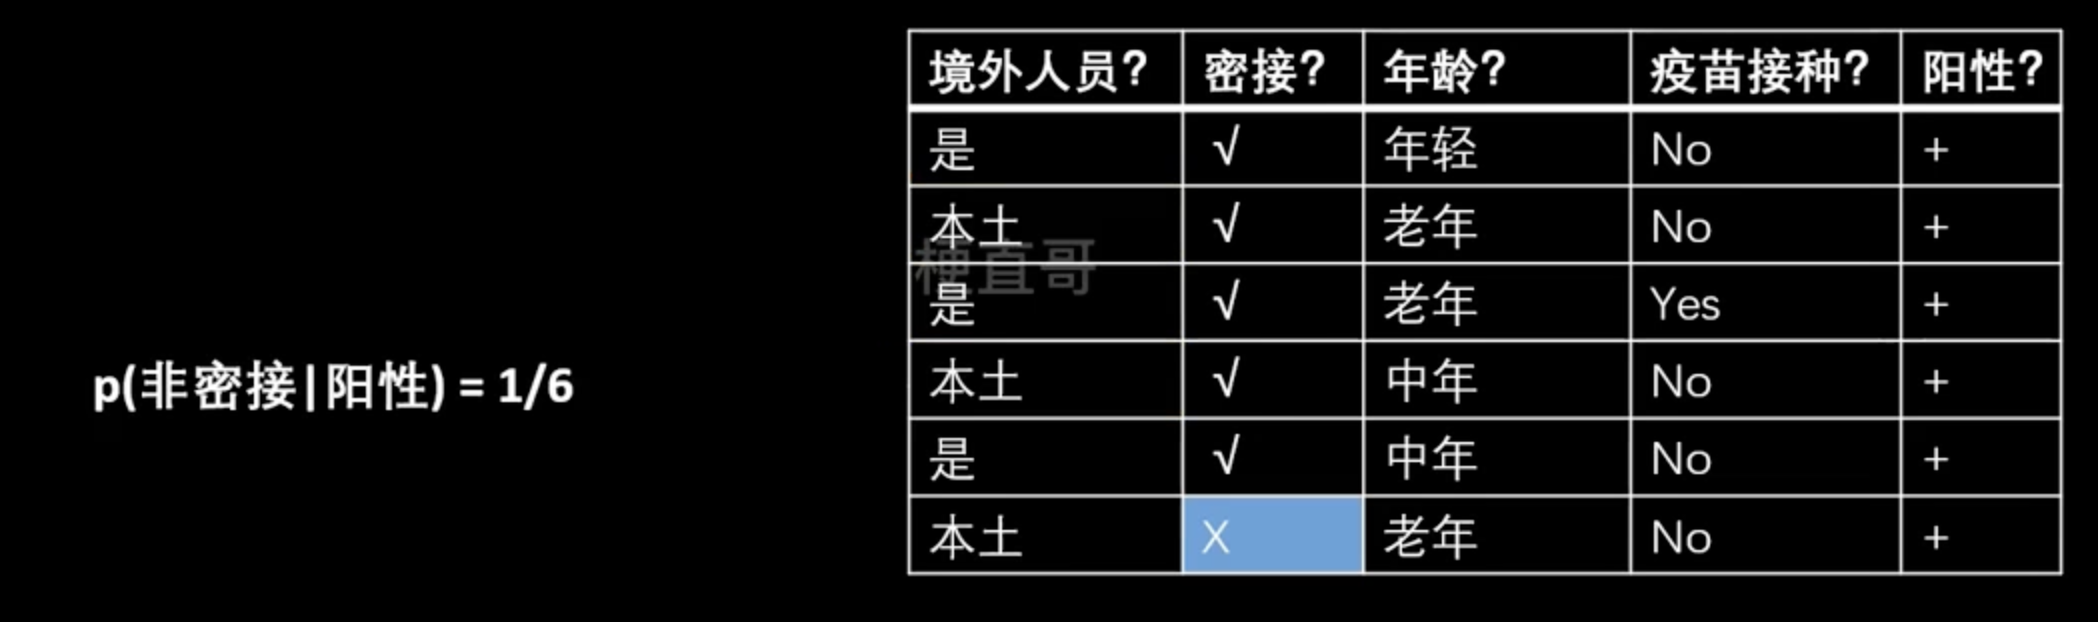 境外人员? 密接? 年龄? 疫苗接种? 阳性?
是 √ 年轻 No +
本土 √ 老年 No +
梗直哥
是 √ 老年 Yes +
p(非密接|阳性) = 1/6
本土 √ 中年 No +
是 √ 中年 No +
本土 X 老年 No +